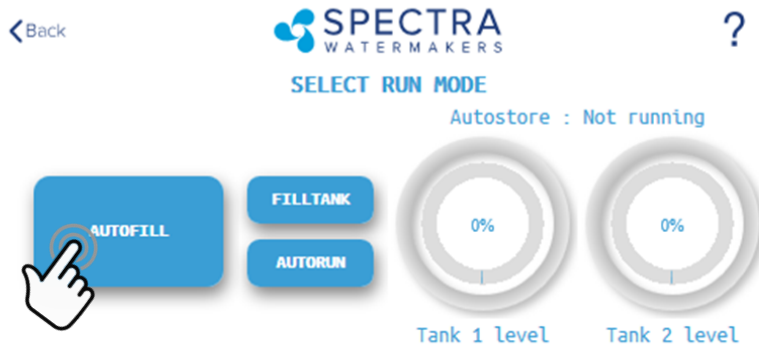 Back
SPECTRA
WATERMAKERS
?
SELECT RUN MODE
Autostore : Not running
AUTOFILL
FILLTANK
AUTORUN
0%
0%
Tank 1 level
Tank 2 level